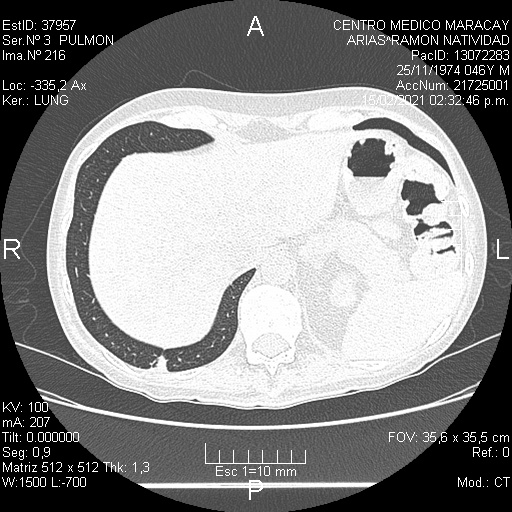 EstID: 37957
Ser.Nº 3 PULMON
Ima.Nº 216
Loc: -335,2 Ax
Ker.: LUNG
A
CENTRO MEDICO MARACAY
ARIAS^RAMON NATIVIDAD
PacID: 13072283
25/11/1974 046Y M
AccNum: 21725001
15/02/2021 02:32:46 p.m.
R
L
KV: 100
mA: 207
Tilt: 0.000000
Seg: 0,9
Matriz 512 x 512 Thk: 1,3
W:1500 L:-700
Esc 1=10 mm
P
FOV: 35,6 x 35,5 cm
Ref.: 0
Mod.: CT